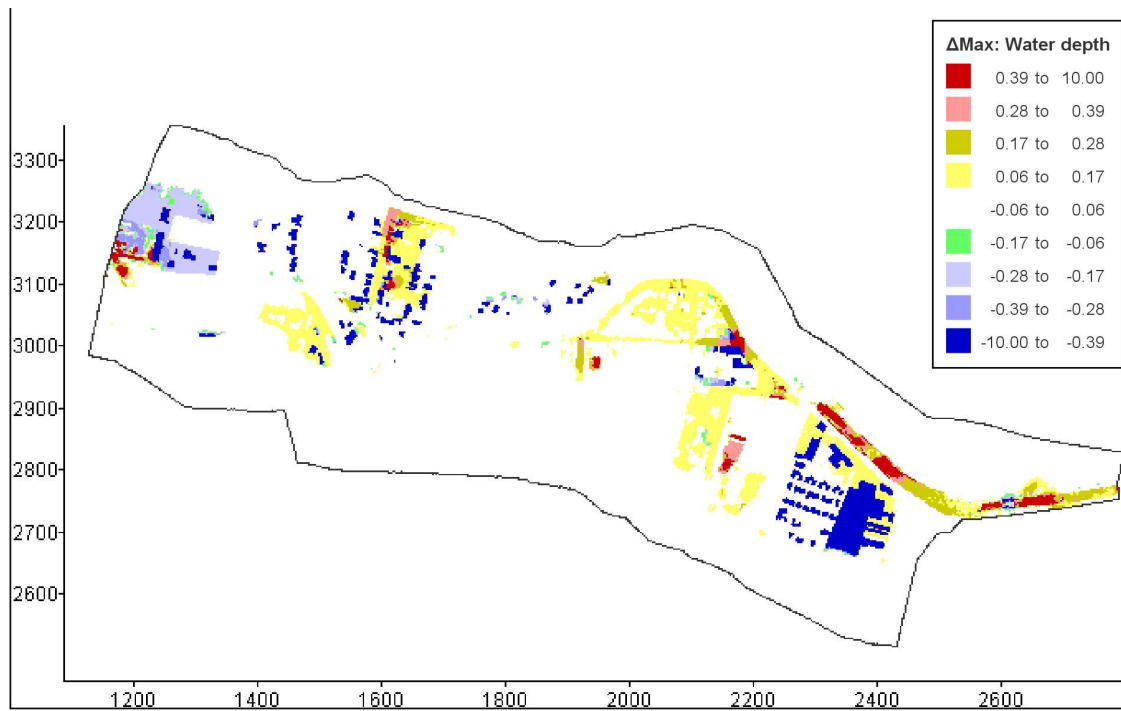 ΔMax: Water depth
0.39 to 10.00
0.28 to 0.39
0.17 to 0.28
0.06 to 0.17
-0.06 to 0.06
-0.17 to -0.06
-0.28 to -0.17
-0.39 to -0.28
-10.00 to -0.39
3300
3200
3100
3000
2900
2800
2700
2600
1200 1400 1600 1800 2000 2200 2400 2600